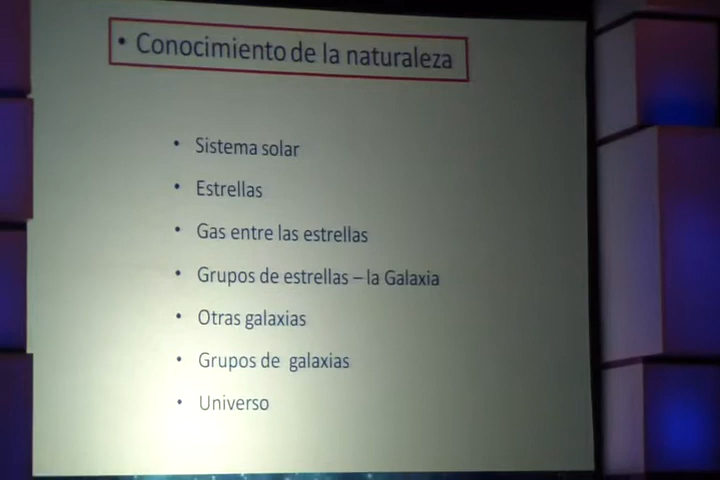 • Conocimiento de la naturaleza
• Sistema solar
• Estrellas
• Gas entre las estrellas
• Grupos de estrellas – la Galaxia
• Otras galaxias
• Grupos de galaxias
• Universo